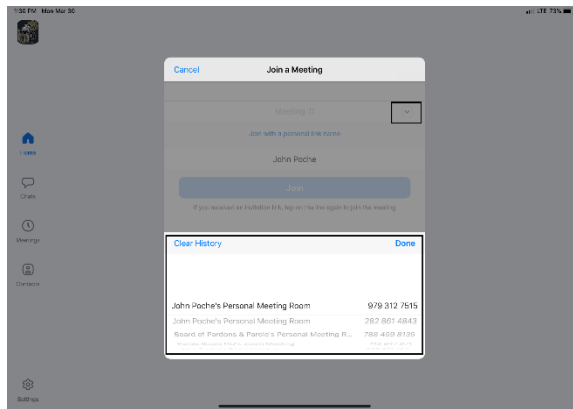 :36 PM Mon Mar 30
LTE 73%
Cancel
Join a Meeting
Meeting ID
Join with a personal link name
John Poche
Join
If you received an invitation link, tap on the link again to join the meeting
Home
Chats
Meetings
Contacts
Settings
Clear History
Done
John Poche's Personal Meeting Room 979 312 7515
John Poche's Personal Meeting Room 282 861 4843
Board of Pardons & Parole's Personal Meeting R...